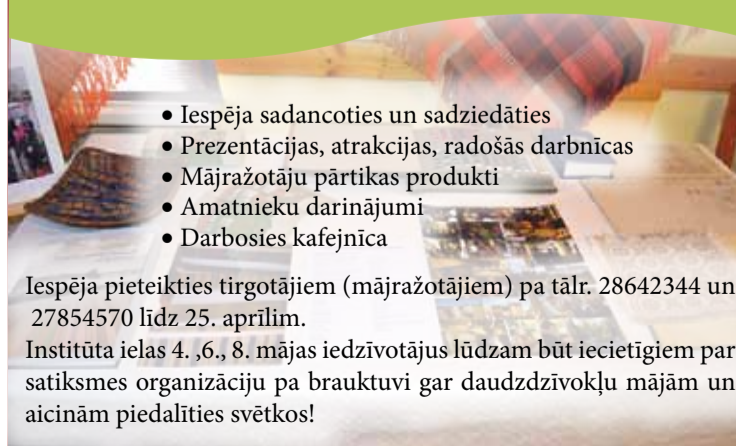 • Iespēja sadancoties un sadziedāties
• Prezentācijas, atrakcijas, radošās darbnīcas
• Mājražotāju pārtikas produkti
• Amatnieku darinājumi
• Darbosies kafejnīca
Iespēja pieteikties tirgotājiem (mājražotājiem) pa tālr. 28642344 un
27854570 līdz 25. aprīlim.
Institūta ielas 4. ,6., 8. mājas iedzīvotājus lūdzam būt iecietīgiem par
satiksmes organizāciju pa brauktuvi gar daudzdzīvokļu mājām un
aicinām piedalīties svētkos!